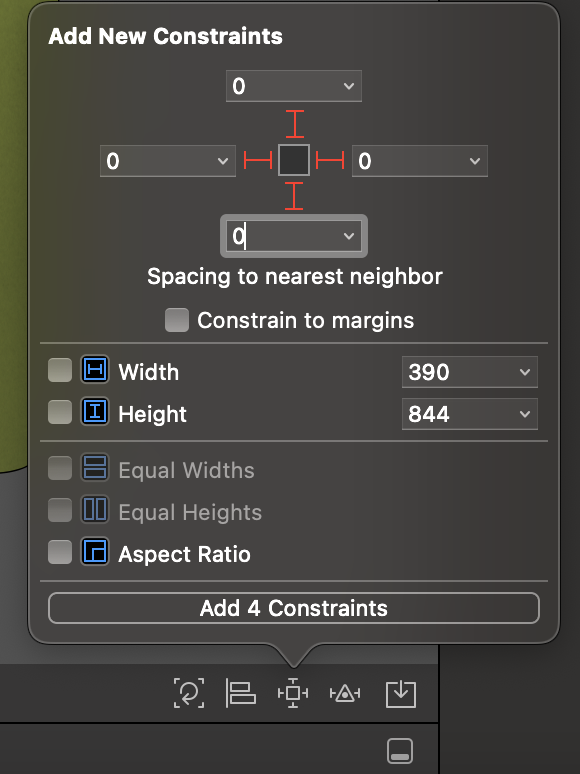 Add New Constraints
0
0
0
0
Spacing to nearest neighbor
Constrain to margins
Width 390
Height 844
Equal Widths
Equal Heights
Aspect Ratio
Add 4 Constraints